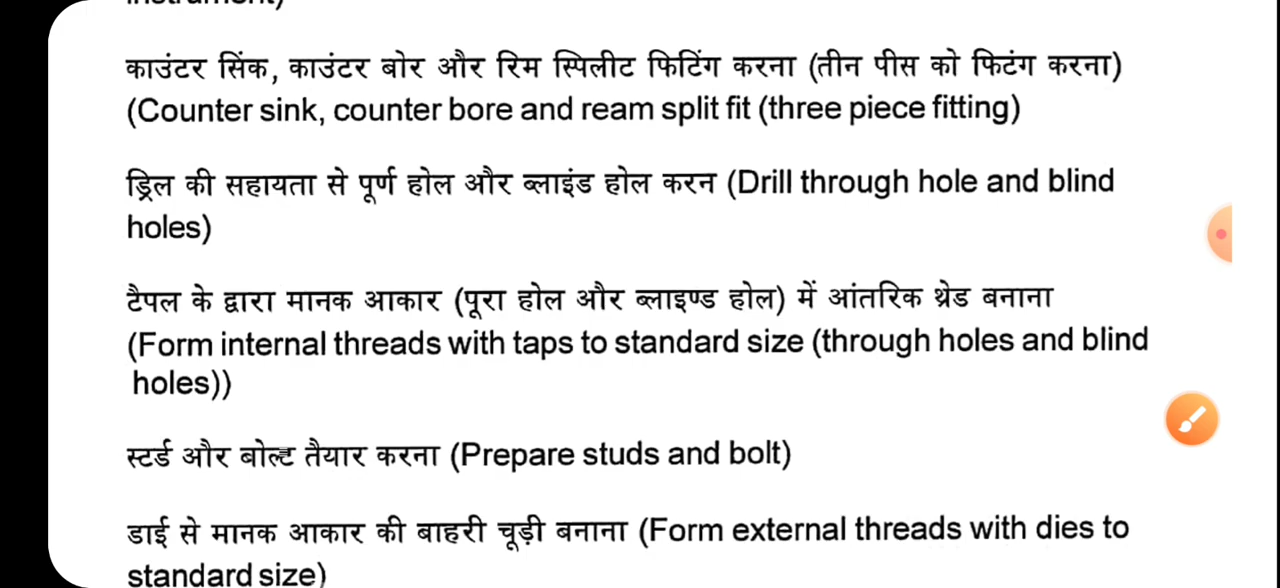 instrument)
काउंटर सिंक, काउंटर बोर और रिम स्पिलीट फिटिंग करना (तीन पीस को फिटंग करना)
(Counter sink, counter bore and ream split fit (three piece fitting)
ड्रिल की सहायता से पूर्ण होल और ब्लाइंड होल करन (Drill through hole and blind
holes)
टैपल के द्वारा मानक आकार (पूरा होल और ब्लाइण्ड होल) में आंतरिक थ्रेड बनाना
(Form internal threads with taps to standard size (through holes and blind
holes))
स्टर्ड और बोल्ट तैयार करना (Prepare studs and bolt)
डाई से मानक आकार की बाहरी चूड़ी बनाना (Form external threads with dies to
standard size)